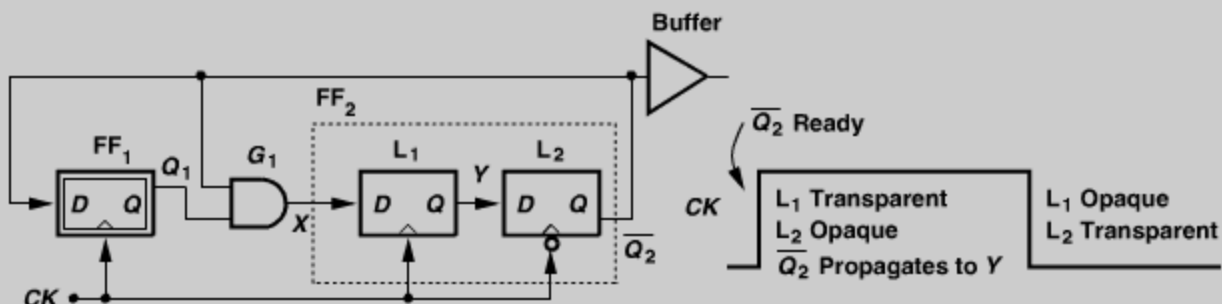 Buffer
FF2
Q̅2̅ Ready
FF1
Q1
G1
L1
Y
L2
D Q
X
D Q
D Q
Q̅2̅
CK
CK
L1 Transparent
L2 Opaque
Q̅2̅ Propagates to Y
L1 Opaque
L2 Transparent